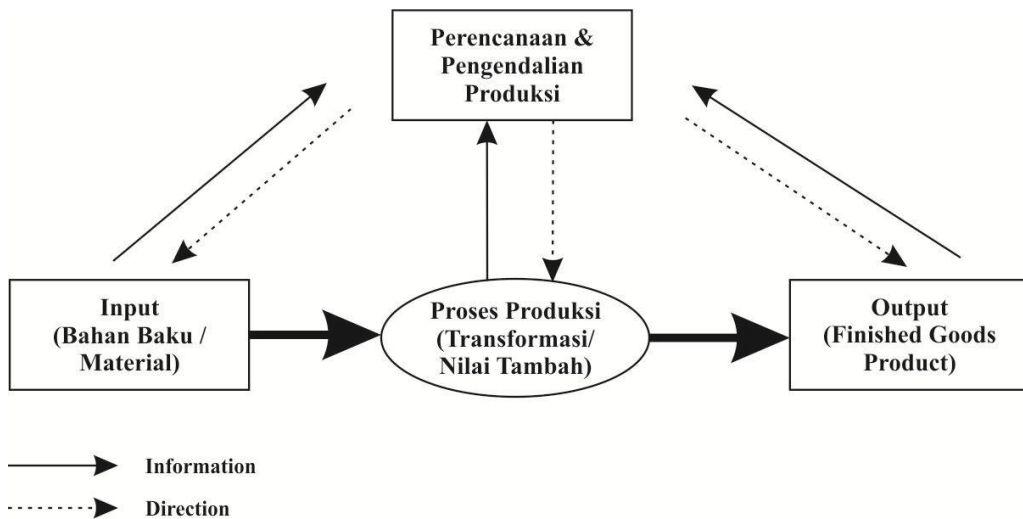 Perencanaan &
Pengendalian
Produksi
Input
(Bahan Baku /
Material)
Proses Produksi
(Transformasi/
Nilai Tambah)
Output
(Finished Goods
Product)
Information
Direction